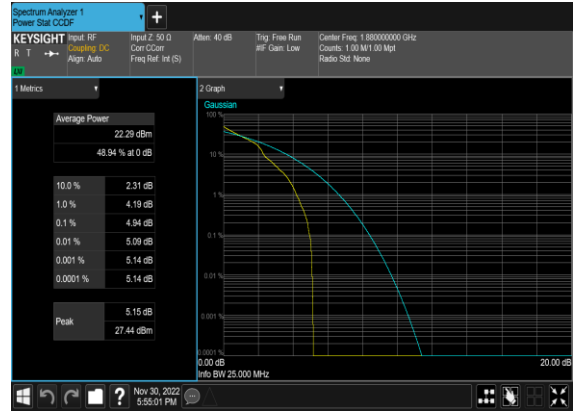 Spectrum Analyzer 1
Power Stat CCDF
KEYSIGHT
R T
LXI
Input: RF
Coupling: DC
Align: Auto
Input Z: 50 Ω
Corr CCorr
Freq Ref: Int (S)
Atten: 40 dB
Trig: Free Run
#IF Gain: Low
Center Freq: 1.880000000 GHz
Counts: 1.00 M/1.00 Mpt
Radio Std: None
1 Metrics
Average Power
22.29 dBm
48.94 % at 0 dB
10.0 % 2.31 dB
1.0 % 4.19 dB
0.1 % 4.94 dB
0.01 % 5.09 dB
0.001 % 5.14 dB
0.0001 % 5.14 dB
Peak
5.15 dB
27.44 dBm
2 Graph
Gaussian
100 %
10 %
1 %
0.1 %
0.01 %
0.001 %
0.0001 %
0.00 dB
20.00 dB
Info BW 25.000 MHz
?
Nov 30, 2022
5:55:01 PM